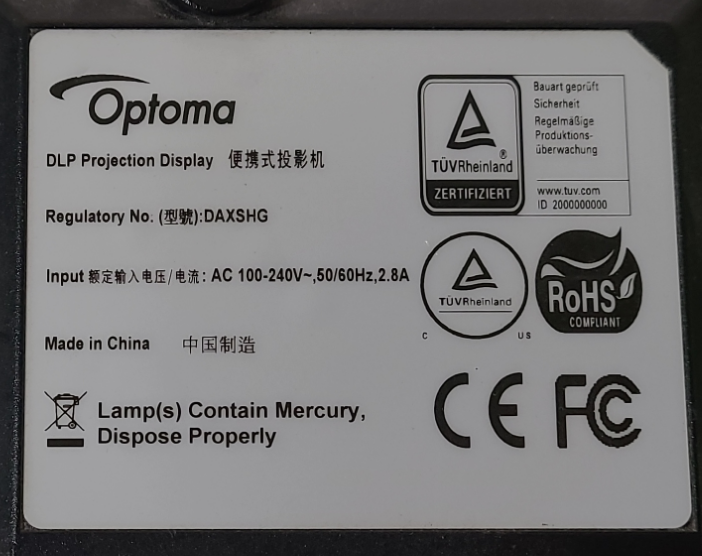 Optoma
DLP Projection Display 便携式投影机
Regulatory No. (型號):DAXSHG
Input 额定输入电压/电流: AC 100-240V~,50/60Hz,2.8A
Made in China 中国制造
Lamp(s) Contain Mercury,
Dispose Properly
TÜVRheinland®
ZERTIFIZIERT
Bauart geprüft
Sicherheit
Regelmäßige
Produktions-
überwachung
www.tuv.com
ID 2000000000
TÜVRheinland
C US
RoHS
COMPLIANT
CE FC